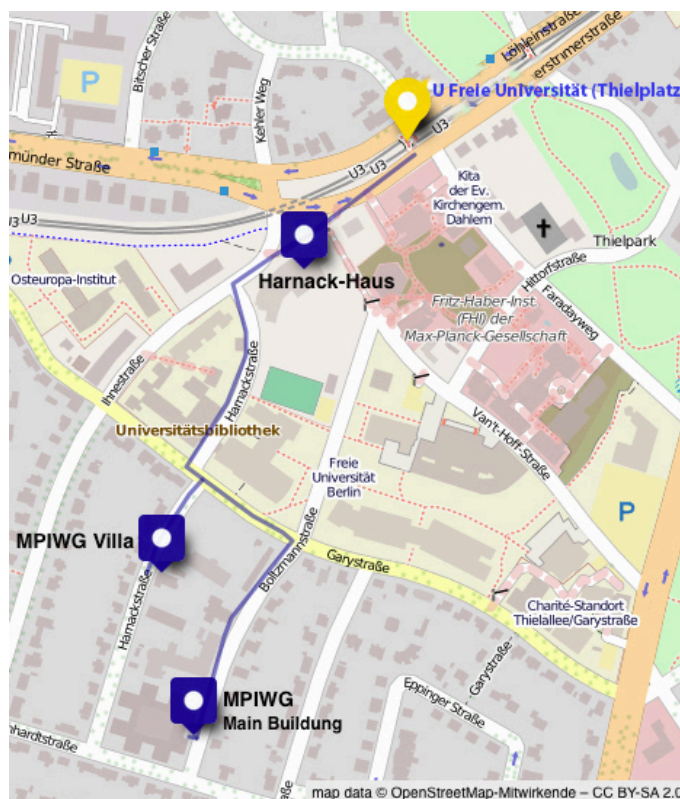 Bitscher Straße
P
Kehler Weg
Löhleinstraße
erstrimerstraße
U Freie Universität (Thielplatz
münder Straße
U3
U3
U3
U3
U3
Kita
der Ev.
Kirchengem.
Dahlem
Thielpark
Osteuropa-Institut
Harnack-Haus
Hittorfstraße
Faradayweg
Fritz-Haber-Inst.
(FHI) der
Max-Planck-Gesellschaft
Ihnestraße
Harnackstraße
Universitätsbibliothek
Van't-Hoff-Straße
Freie
Universität
Berlin
P
MPIWG Villa
Boltzmannstraße
Garystraße
Harnackstraße
Charité-Standort
Thielallee/Garystraße
Garystraße
Eppinger Straße
MPIWG
Main Buildung
nhardtstraße
map data © OpenStreetMap-Mitwirkende – CC BY-SA 2.0